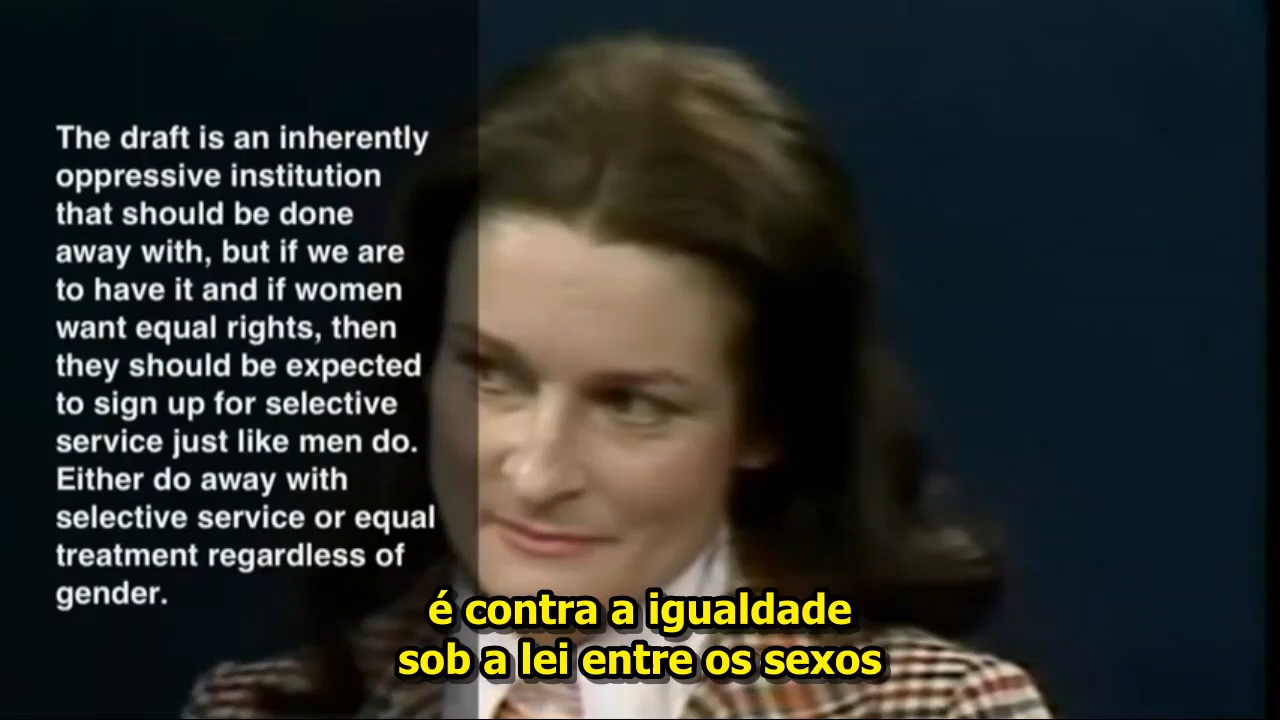 The draft is an inherently
oppressive institution
that should be done
away with, but if we are
to have it and if women
want equal rights, then
they should be expected
to sign up for selective
service just like men do.
Either do away with
selective service or equal
treatment regardless of
gender.
é contra a igualdade
sob a lei entre os sexos